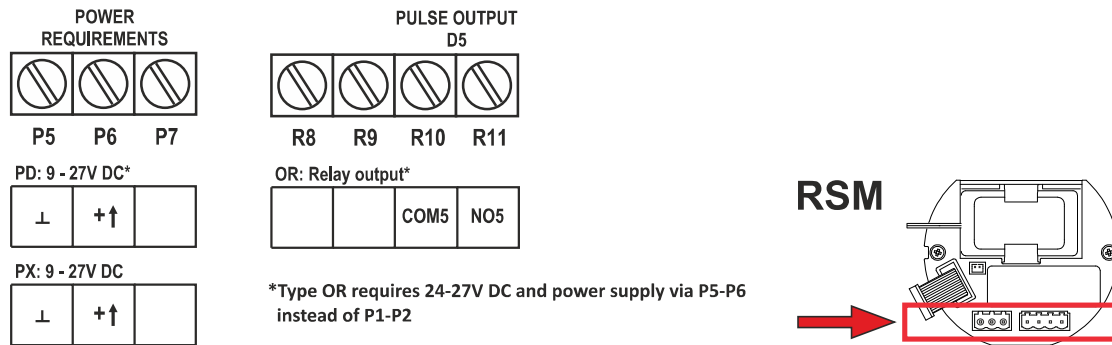 POWER
REQUIREMENTS
P5 P6 P7
PD: 9 - 27V DC*
⊥ +↑
PX: 9 - 27V DC
⊥ +↑
PULSE OUTPUT
D5
R8 R9 R10 R11
OR: Relay output*
COM5 NO5
*Type OR requires 24-27V DC and power supply via P5-P6
instead of P1-P2
RSM